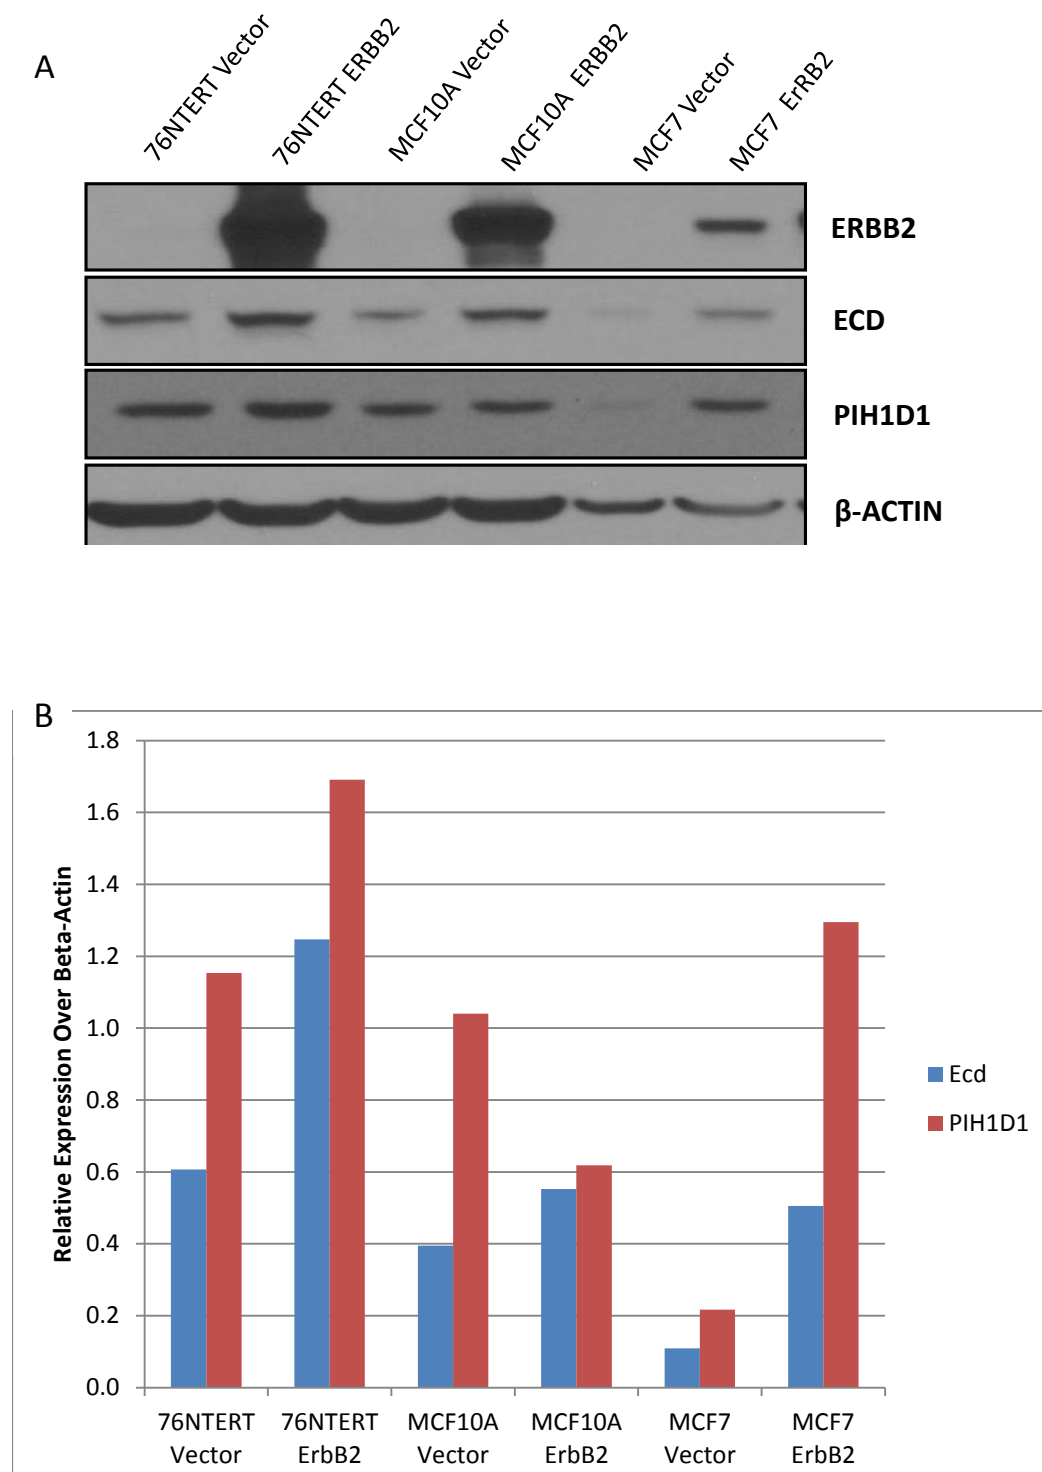 A
76NTERT Vector
76NTERT ERBB2
MCF10A Vector
MCF10A ERBB2
MCF7 Vector
MCF7 ErRB2
ERBB2
ECD
PIH1D1
β-ACTIN
B
Relative Expression Over Beta-Actin
1.8
1.6
1.4
1.2
1.0
0.8
0.6
0.4
0.2
0.0
Ecd
PIH1D1
76NTERT
Vector
76NTERT
ErbB2
MCF10A
Vector
MCF10A
ErbB2
MCF7
Vector
MCF7
ErbB2